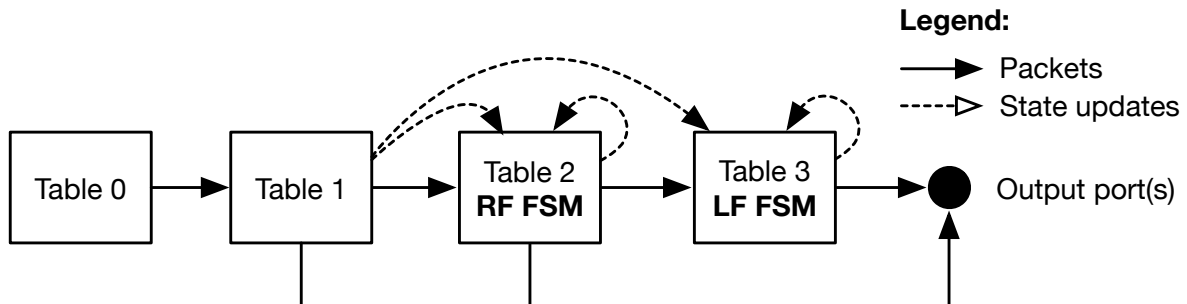 Legend:
Packets
State updates
Table 0
Table 1
Table 2
RF FSM
Table 3
LF FSM
Output port(s)